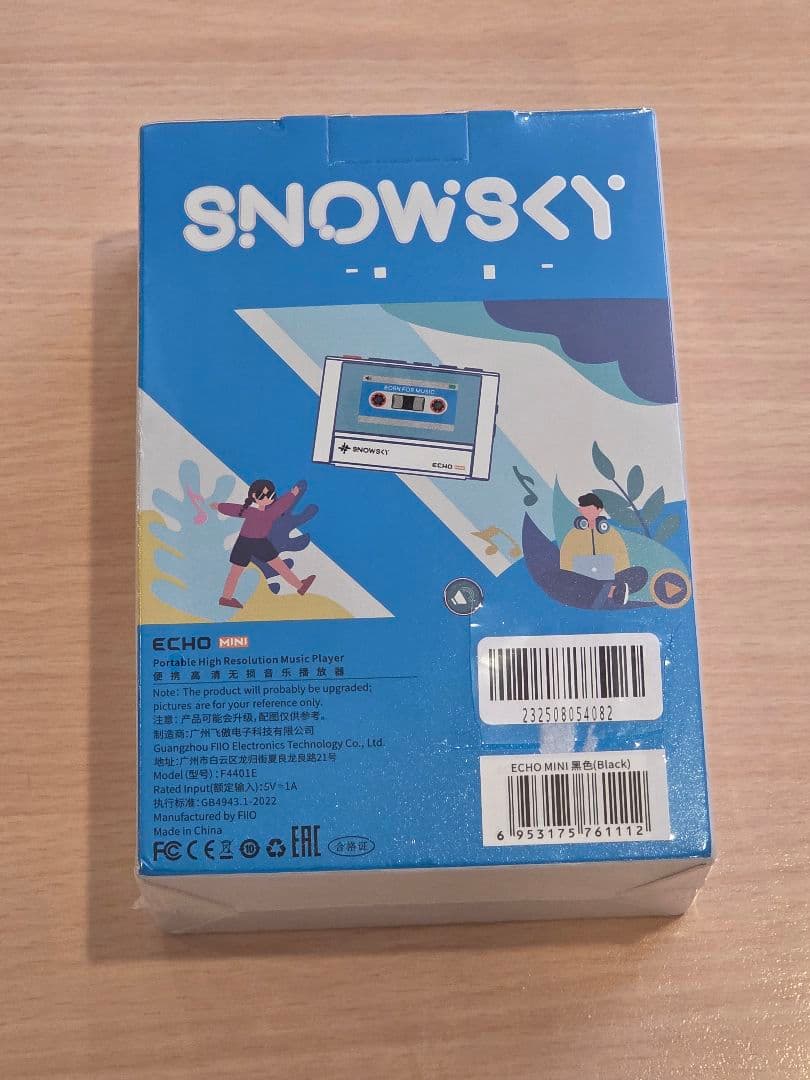 SNOWSKY
BORN FOR MUSIC
SNOWSKY
ECHO MINI
ECHO MINI
Portable High Resolution Music Player
便携高清无损音乐播放器
Note: The product will probably be upgraded;
pictures are for your reference only.
注意：产品可能会升级，配图仅供参考。
制造商：广州飞傲电子科技有限公司
Guangzhou FIIO Electronics Technology Co., Ltd.
地址：广州市白云区龙归街夏良龙良路21号
Model (型号)：F4401E
Rated Input(额定输入)：5V⎓1A
执行标准：GB4943.1-2022
Manufactured by FIIO
Made in China
FC CE 10 EAC 合格证
232508054082
ECHO MINI 黑色(Black)
6 953175 761112